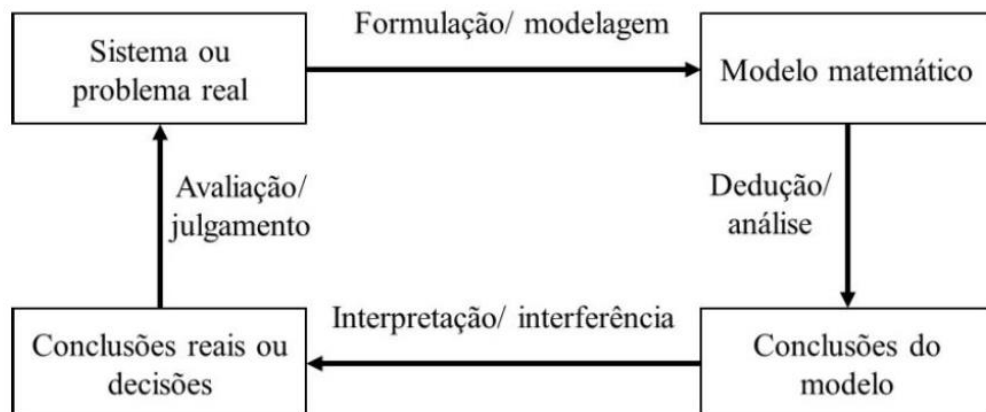 Formulação/ modelagem
Sistema ou
problema real
Modelo matemático
Avaliação/
julgamento
Dedução/
análise
Interpretação/ interferência
Conclusões reais ou
decisões
Conclusões do
modelo